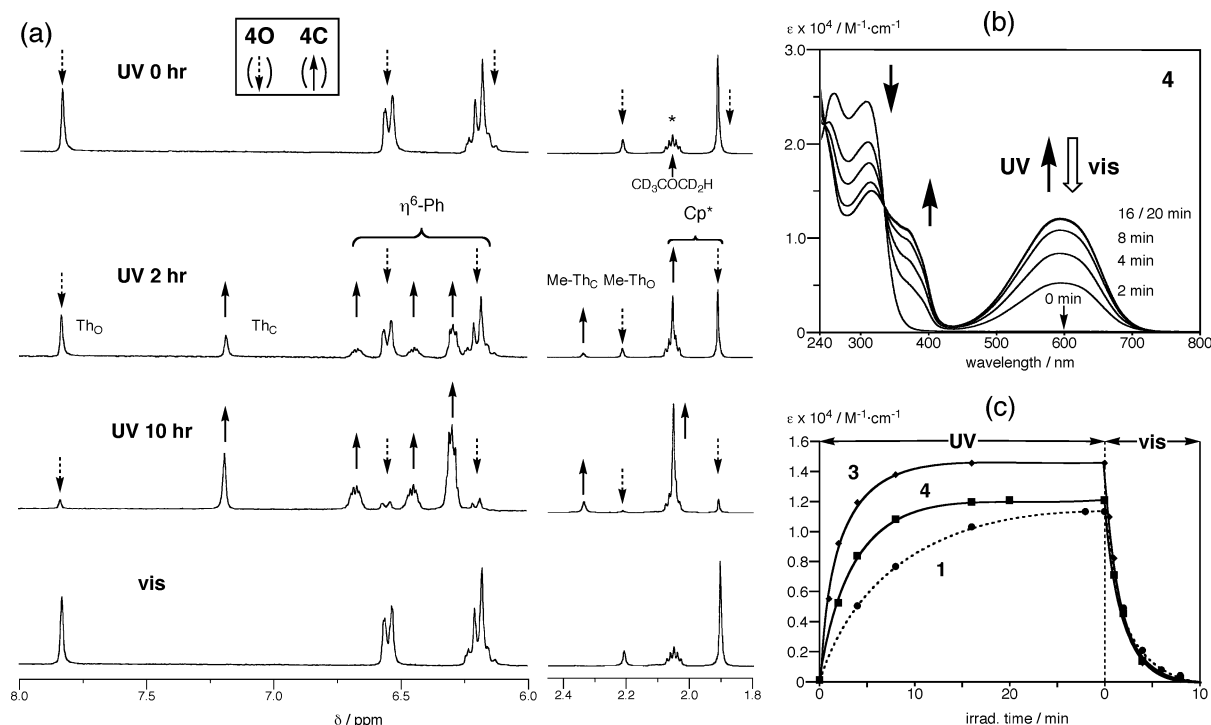 (a)
4O 4C
UV 0 hr
*
CD₃COCD₂H
η⁶-Ph
Cp*
UV 2 hr
Me-Th_C Me-Th_O
Th_O
Th_C
UV 10 hr
vis
8.0 7.5 7.0 6.5 6.0 2.4 2.2 2.0 1.8
δ / ppm
(b)
ε x 10⁴ / M⁻¹·cm⁻¹
3.0
2.0
1.0
0
4
UV vis
16 / 20 min
8 min
4 min
2 min
0 min
240 300 400 500 600 700 800
wavelength / nm
(c)
ε x 10⁴ / M⁻¹·cm⁻¹
UV vis
1.6
1.4
1.2
1.0
0.8
0.6
0.4
0.2
0
3
4
1
0 10 20 0 10
irrad. time / min